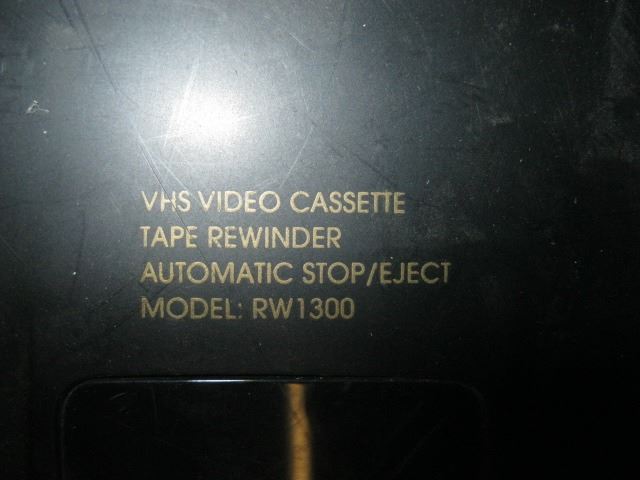 VHS VIDEO CASSETTE
TAPE REWINDER
AUTOMATIC STOP/EJECT
MODEL: RW1300